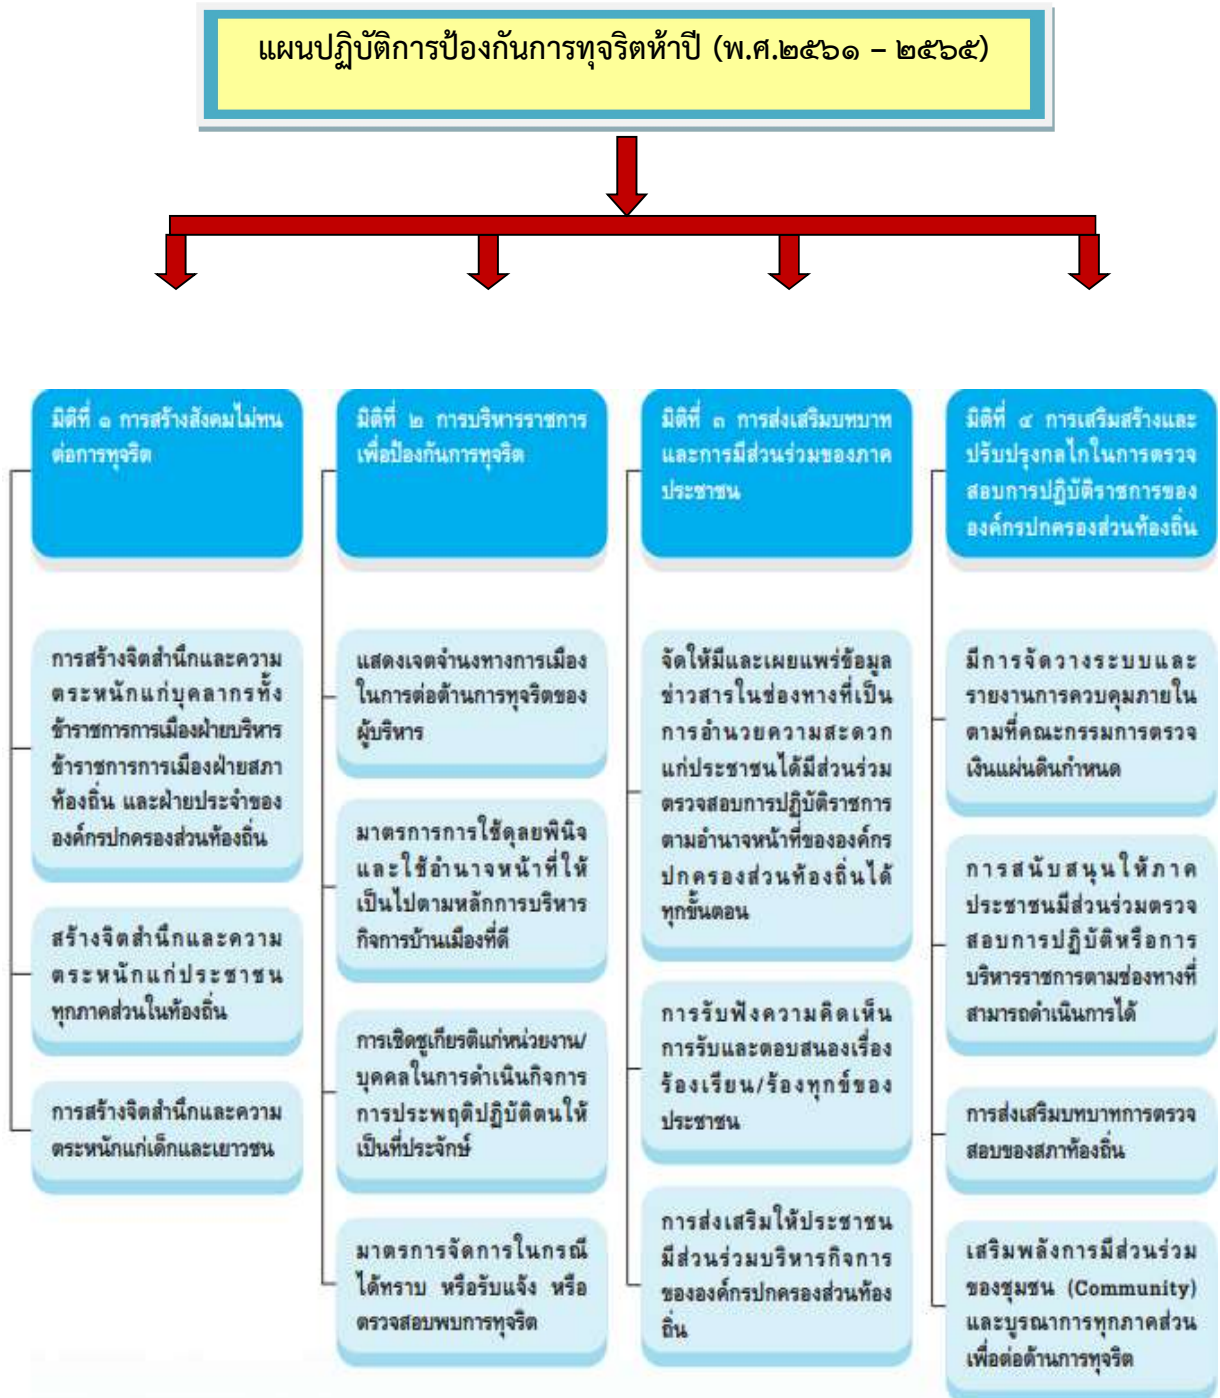 แผนปฏิบัติการป้องกันการทุจริตห้าปี (พ.ศ.๒๕๖๑ – ๒๕๖๕)
มิติที่ ๑ การสร้างสังคมไม่ทน
ต่อการทุจริต
การสร้างจิตสำนึกและความ
ตระหนักแก่บุคลากรทั้ง
ข้าราชการการเมืองฝ่ายบริหาร
ข้าราชการการเมืองฝ่ายสภา
ท้องถิ่น และฝ่ายประจำของ
องค์กรปกครองส่วนท้องถิ่น
สร้างจิตสำนึกและความ
ตระหนักแก่ประชาชน
ทุกภาคส่วนในท้องถิ่น
การสร้างจิตสำนึกและความ
ตระหนักแก่เด็กและเยาวชน
มิติที่ ๒ การบริหารราชการ
เพื่อป้องกันการทุจริต
แสดงเจตจำนงทางการเมือง
ในการต่อต้านการทุจริตของ
ผู้บริหาร
มาตรการการใช้ดุลยพินิจ
และใช้อำนาจหน้าที่ให้
เป็นไปตามหลักการบริหาร
กิจการบ้านเมืองที่ดี
การเชิดชูเกียรติแก่หน่วยงาน/
บุคคลในการดำเนินกิจการ
การประพฤติปฏิบัติตนให้
เป็นที่ประจักษ์
มาตรการจัดการในกรณี
ได้ทราบ หรือรับแจ้ง หรือ
ตรวจสอบพบการทุจริต
มิติที่ ๓ การส่งเสริมบทบาท
และการมีส่วนร่วมของภาค
ประชาชน
จัดให้มีและเผยแพร่ข้อมูล
ข่าวสารในช่องทางที่เป็น
การอำนวยความสะดวก
แก่ประชาชนได้มีส่วนร่วม
ตรวจสอบการปฏิบัติราชการ
ตามอำนาจหน้าที่ขององค์กร
ปกครองส่วนท้องถิ่นได้
ทุกขั้นตอน
การรับฟังความคิดเห็น
การรับและตอบสนองเรื่อง
ร้องเรียน/ร้องทุกข์ของ
ประชาชน
การส่งเสริมให้ประชาชน
มีส่วนร่วมบริหารกิจการ
ขององค์กรปกครองส่วนท้อง
ถิ่น
มิติที่ ๔ การเสริมสร้างและ
ปรับปรุงกลไกในการตรวจ
สอบการปฏิบัติราชการของ
องค์กรปกครองส่วนท้องถิ่น
มีการจัดวางระบบและ
รายงานการควบคุมภายใน
ตามที่คณะกรรมการตรวจ
เงินแผ่นดินกำหนด
การสนับสนุนให้ภาค
ประชาชนมีส่วนร่วมตรวจ
สอบการปฏิบัติหรือการ
บริหารราชการตามช่องทางที่
สามารถดำเนินการได้
การส่งเสริมบทบาทการตรวจ
สอบของสภาท้องถิ่น
เสริมพลังการมีส่วนร่วม
ของชุมชน (Community)
และบูรณาการทุกภาคส่วน
เพื่อต่อต้านการทุจริต